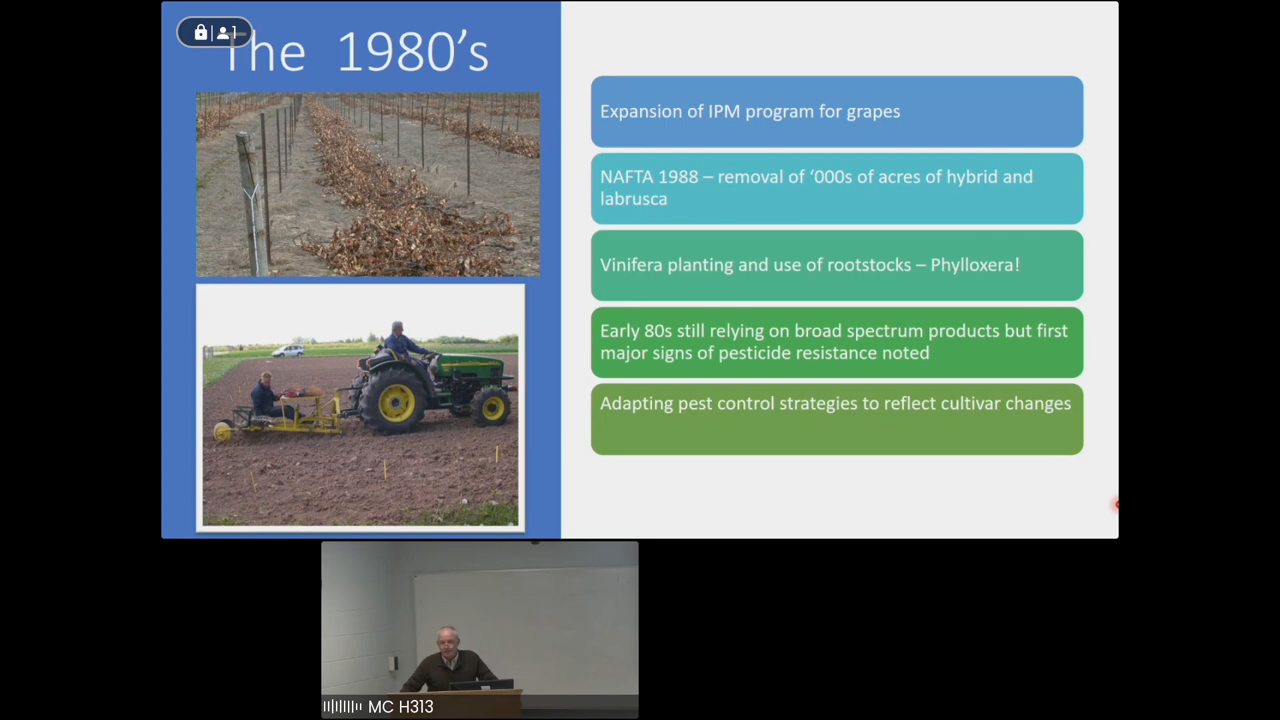 The 1980's
1
Expansion of IPM program for grapes
NAFTA 1988 – removal of ‘000s of acres of hybrid and
labrusca
Vinifera planting and use of rootstocks – Phylloxera!
Early 80s still relying on broad spectrum products but first
major signs of pesticide resistance noted
Adapting pest control strategies to reflect cultivar changes
MC H313